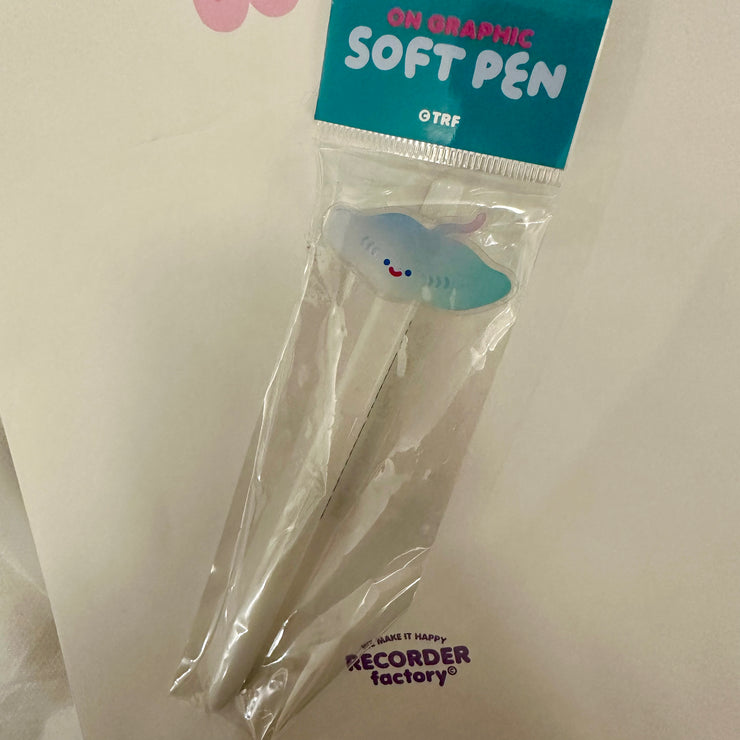 ON GRAPHIC
SOFT PEN
©TRF
MAKE IT HAPPY
RECORDER
factory©